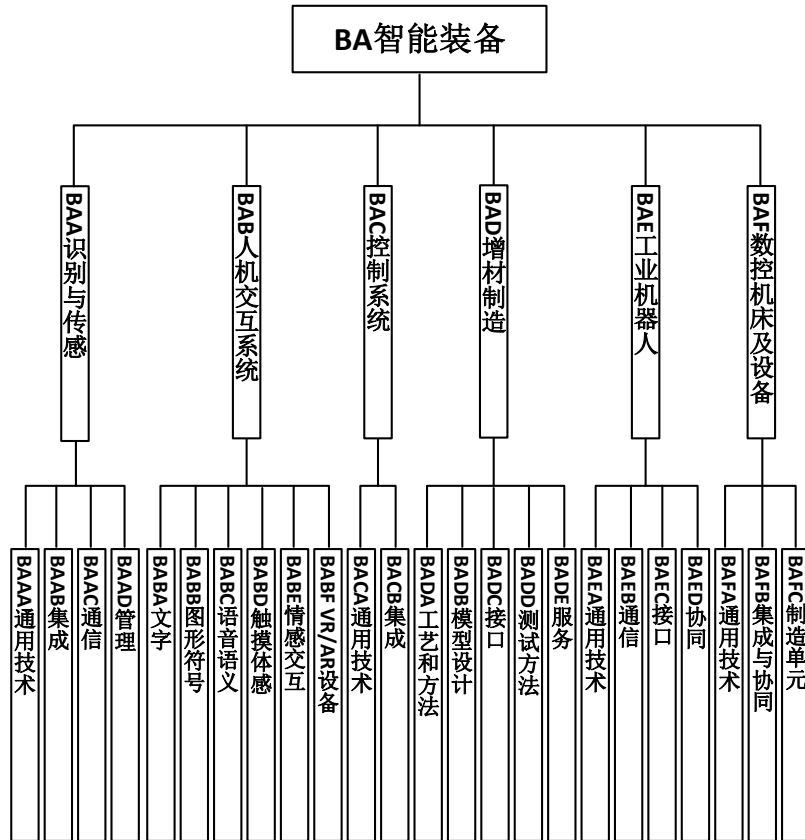 BA智能装备
BAA识别与传感
BAB人机交互系统
BAC控制系统
BAD增材制造
BAE工业机器人
BAF数控机床及设备
BAAA通用技术
BAAB集成
BAAC通信
BAAD管理
BABA文字
BABB图形符号
BABC语音语义
BABD触摸体感
BABE情感交互
BABF VR/AR设备
BACA通用技术
BACB集成
BADA工艺和方法
BADB模型设计
BADC接口
BADD测试方法
BADE服务
BAEA通用技术
BAEB通信
BAEC接口
BAED协同
BAFA通用技术
BAFB集成与协同
BAFC制造单元